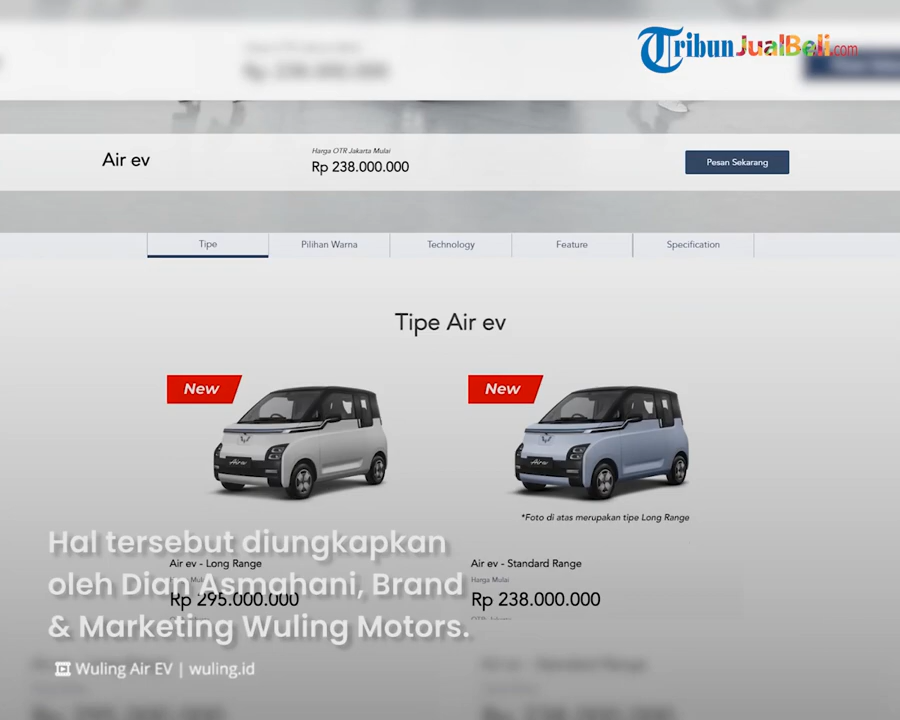 TribunJualBeli.com
Air ev
Harga OTR Jakarta Mulai
Rp 238.000.000
Pesan Sekarang
Tipe
Pilihan Warna
Technology
Feature
Specification
Tipe Air ev
New
New
*Foto di atas merupakan tipe Long Range
Air ev - Long Range
Rp 295.000.000
Air ev - Standard Range
Harga Mulai
Rp 238.000.000
Hal tersebut diungkapkan
oleh Dian Asmahani, Brand
& Marketing Wuling Motors.
Wuling Air EV | wuling.id